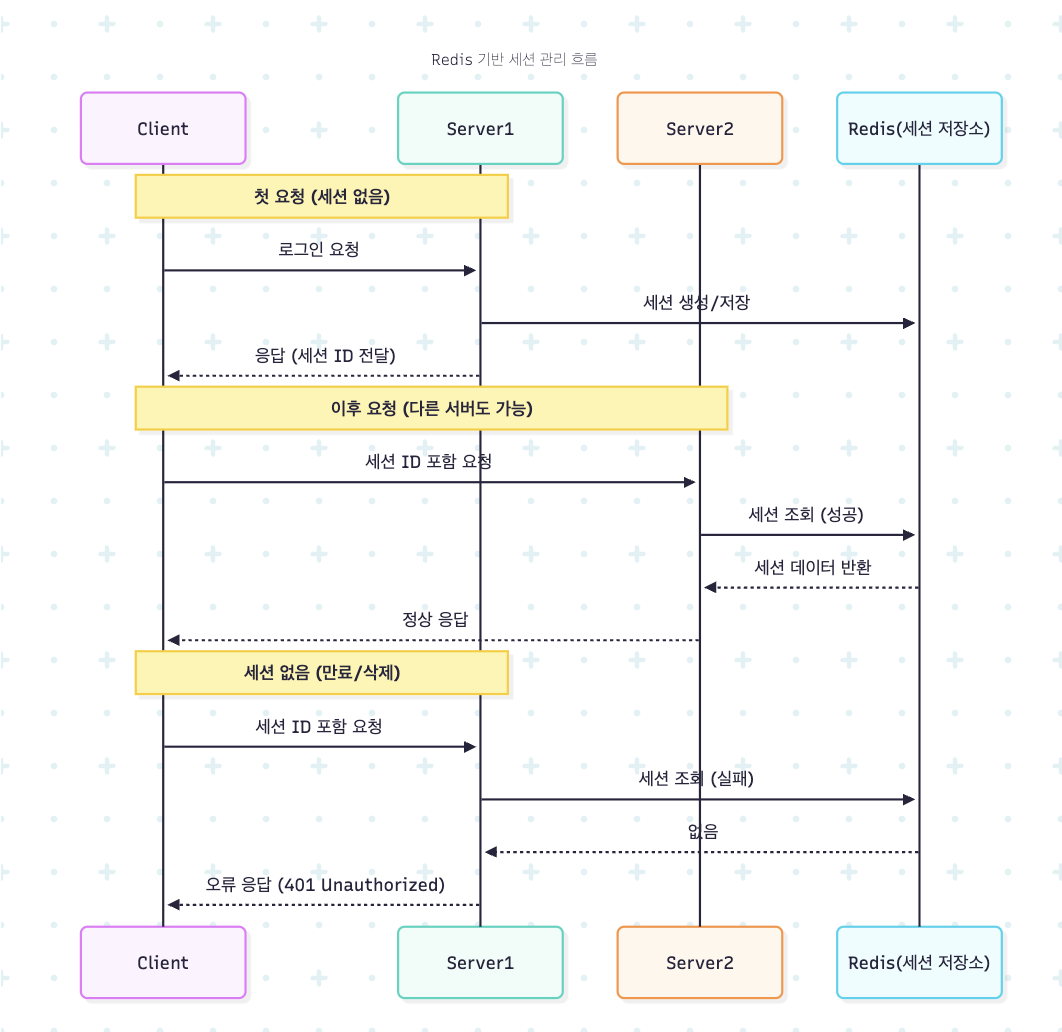 Redis 기반 세션 관리 흐름
Client
Server1
Server2
Redis(세션 저장소)
첫 요청 (세션 없음)
로그인 요청
세션 생성/저장
응답 (세션 ID 전달)
이후 요청 (다른 서버도 가능)
세션 ID 포함 요청
세션 조회 (성공)
세션 데이터 반환
정상 응답
세션 없음 (만료/삭제)
세션 ID 포함 요청
세션 조회 (실패)
없음
오류 응답 (401 Unauthorized)
Client
Server1
Server2
Redis(세션 저장소)